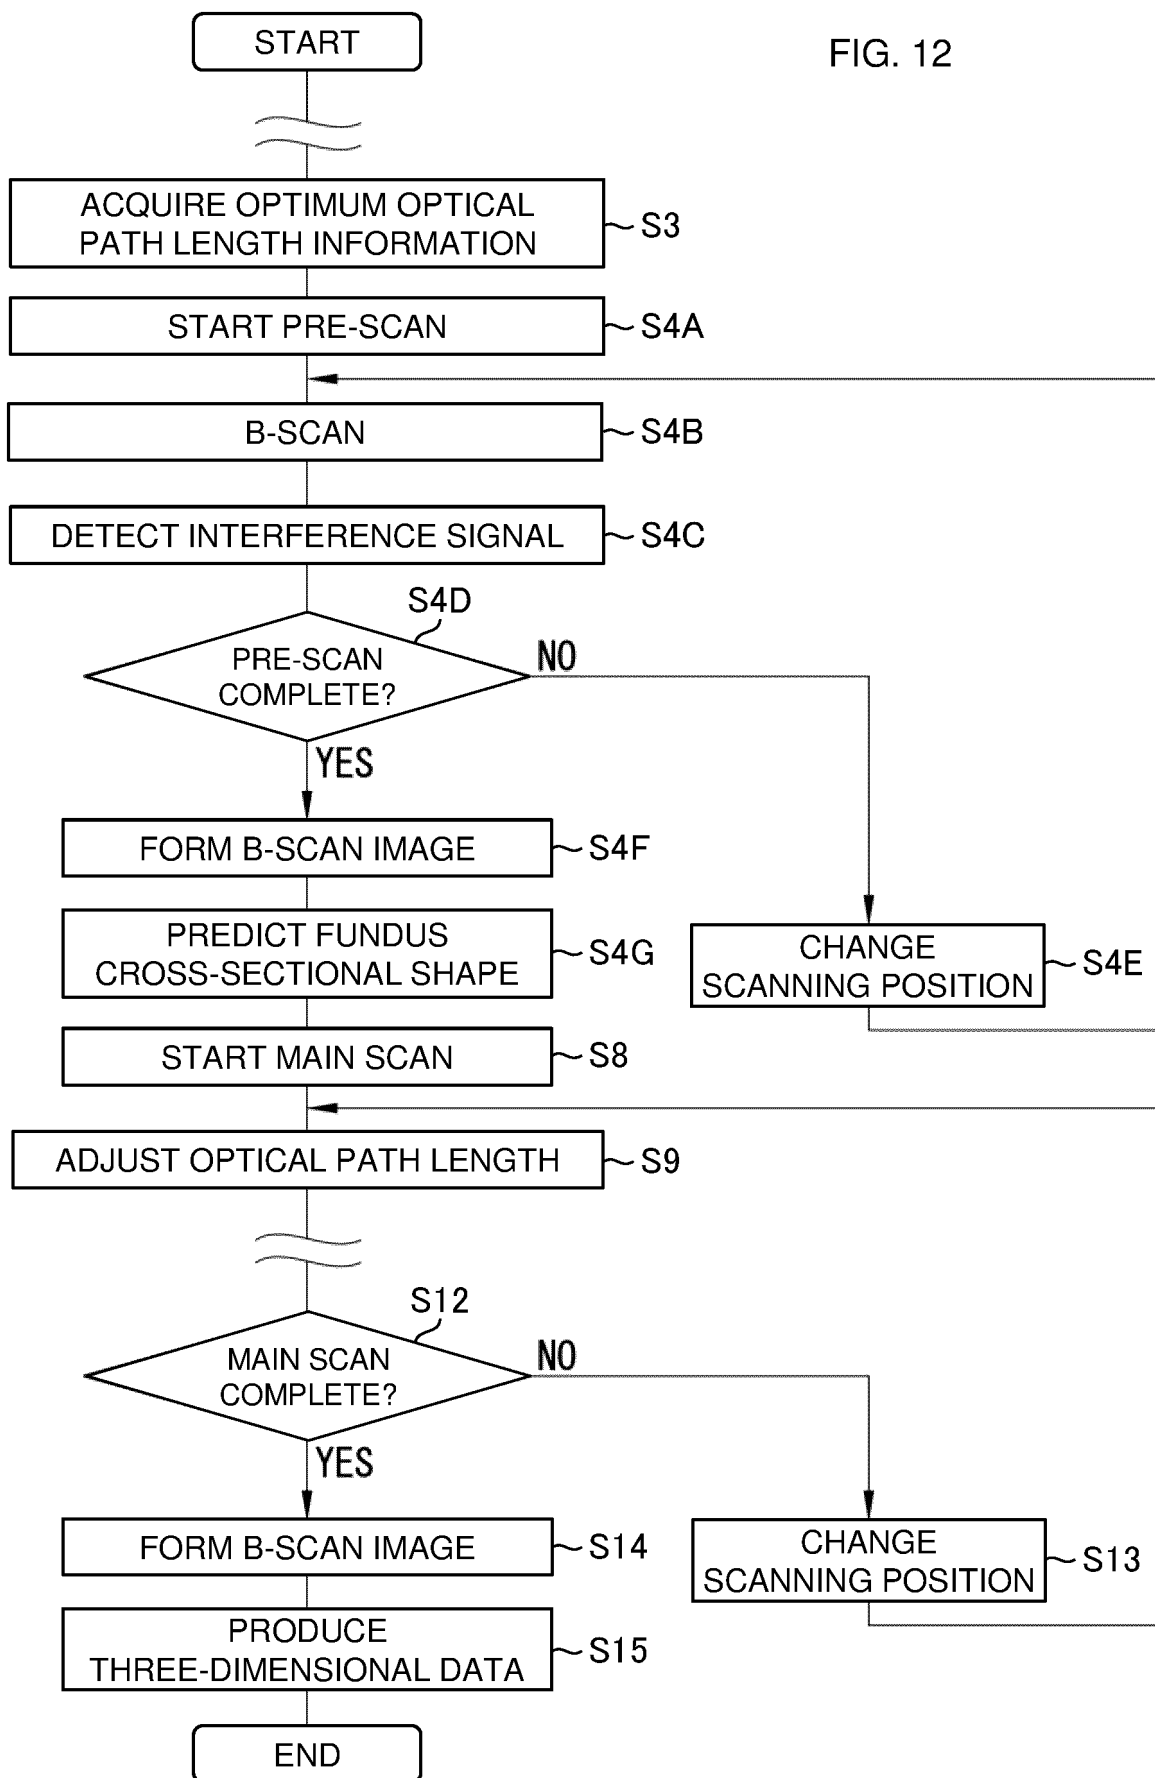 START
FIG. 12
ACQUIRE OPTIMUM OPTICAL
PATH LENGTH INFORMATION
S3
START PRE-SCAN
S4A
B-SCAN
S4B
DETECT INTERFERENCE SIGNAL
S4C
S4D
PRE-SCAN
COMPLETE?
NO
YES
FORM B-SCAN IMAGE
S4F
PREDICT FUNDUS
CROSS-SECTIONAL SHAPE
S4G
CHANGE
SCANNING POSITION
S4E
START MAIN SCAN
S8
ADJUST OPTICAL PATH LENGTH
S9
S12
MAIN SCAN
COMPLETE?
NO
YES
FORM B-SCAN IMAGE
S14
CHANGE
SCANNING POSITION
S13
PRODUCE
THREE-DIMENSIONAL DATA
S15
END